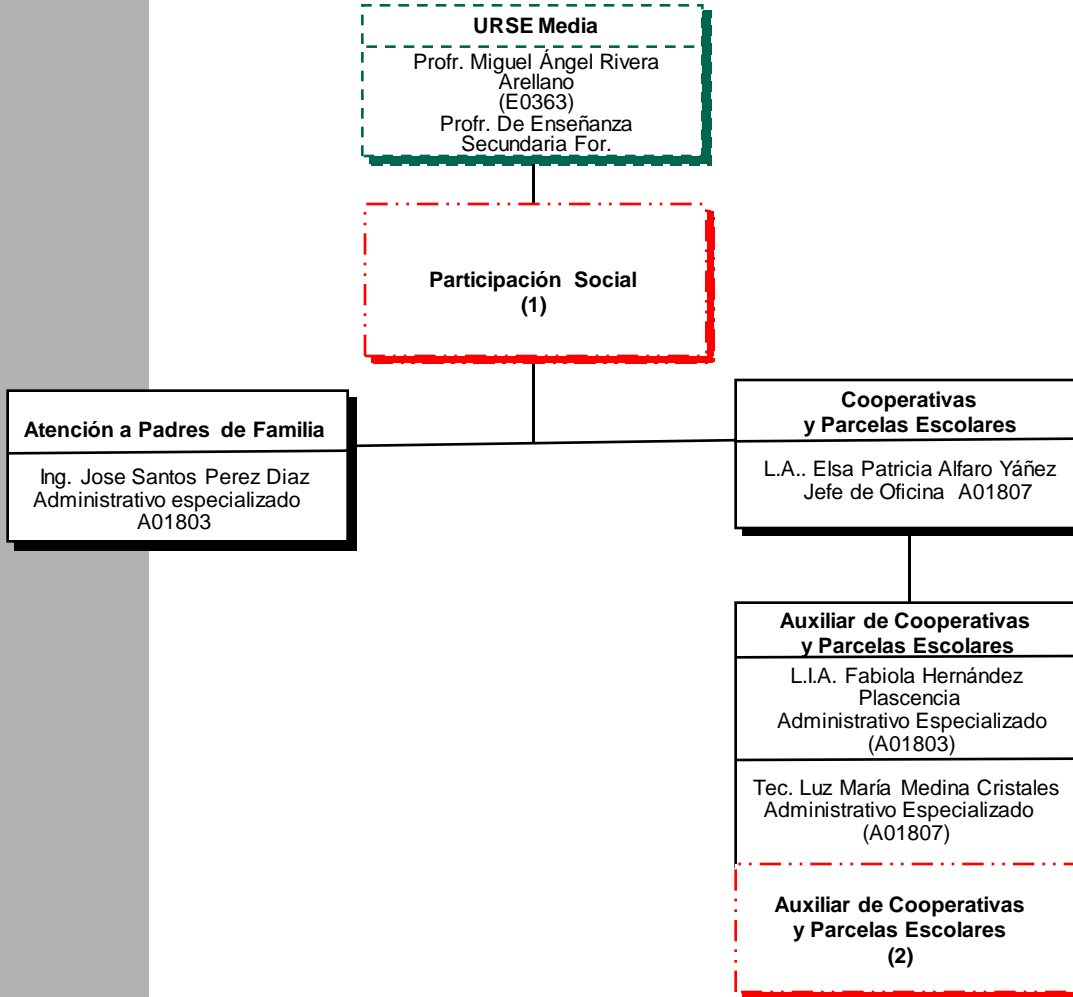 URSE Media
Profr. Miguel Ángel Rivera
Arellano
(E0363)
Profr. De Enseñanza
Secundaria For.
Participación Social
(1)
Atención a Padres de Familia
Ing. Jose Santos Perez Diaz
Administrativo especializado
A01803
Cooperativas
y Parcelas Escolares
L.A.. Elsa Patricia Alfaro Yáñez
Jefe de Oficina A01807
Auxiliar de Cooperativas
y Parcelas Escolares
L.I.A. Fabiola Hernández
Plascencia
Administrativo Especializado
(A01803)
Tec. Luz María Medina Cristales
Administrativo Especializado
(A01807)
Auxiliar de Cooperativas
y Parcelas Escolares
(2)